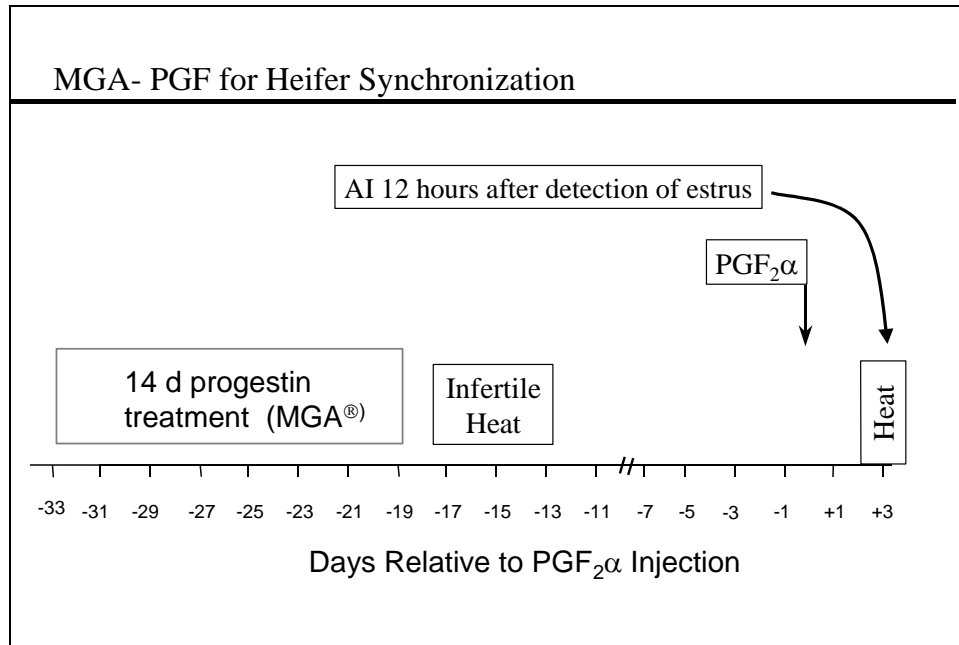 MGA- PGF for Heifer Synchronization
AI 12 hours after detection of estrus
PGF₂α
14 d progestin
treatment (MGA®)
Infertile
Heat
Heat
-33 -31 -29 -27 -25 -23 -21 -19 -17 -15 -13 -11 -7 -5 -3 -1 +1 +3
Days Relative to PGF₂α Injection